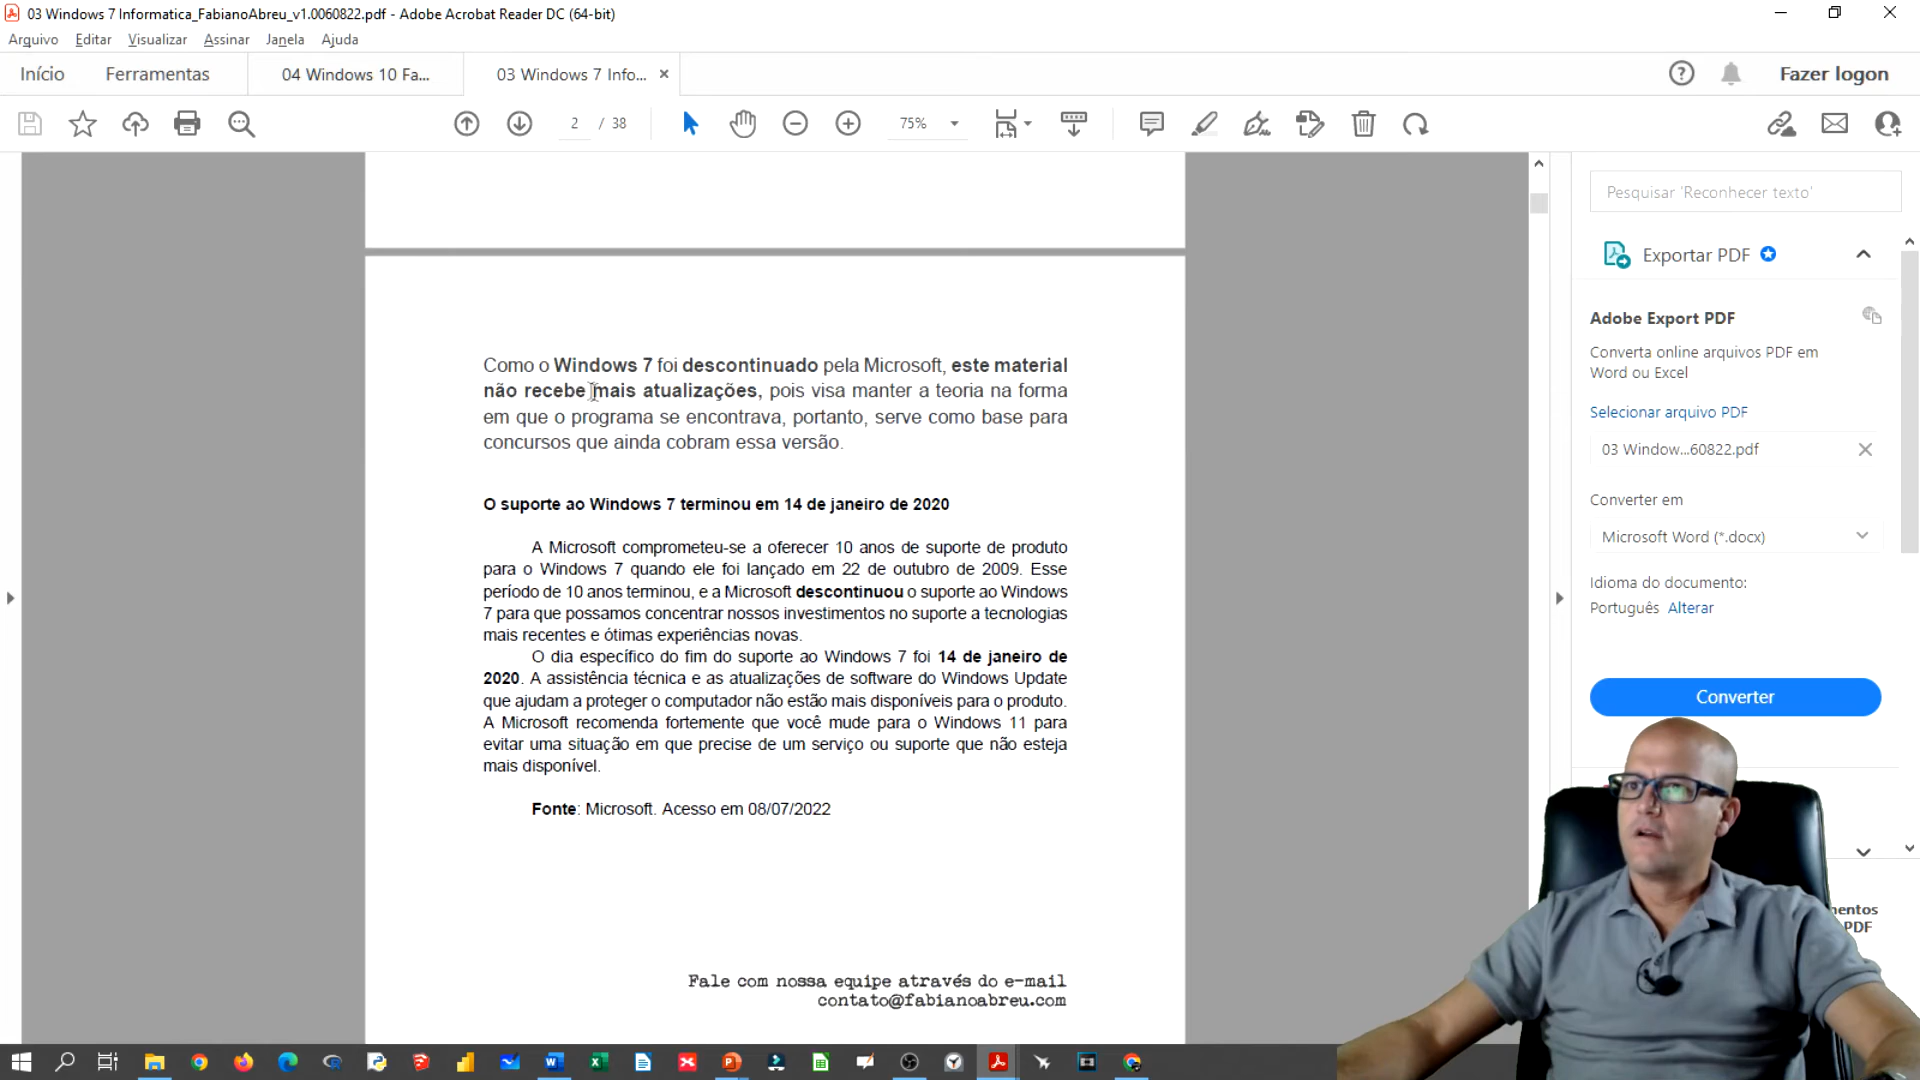 03 Windows 7 Informatica_FabianoAbreu_v1.0060822.pdf - Adobe Acrobat Reader DC (64-bit)
Arquivo Editar Visualizar Assinar Janela Ajuda
Início Ferramentas 04 Windows 10 Fa... 03 Windows 7 Info... Fazer logon
2 / 38 75%
Pesquisar 'Reconhecer texto'
Exportar PDF
Adobe Export PDF
Converta online arquivos PDF em
Word ou Excel
Selecionar arquivo PDF
03 Window...60822.pdf
Converter em
Microsoft Word (*.docx)
Idioma do documento:
Português Alterar
Converter
mentos
PDF
Como o Windows 7 foi descontinuado pela Microsoft, este material
não recebe mais atualizações, pois visa manter a teoria na forma
em que o programa se encontrava, portanto, serve como base para
concursos que ainda cobram essa versão.
O suporte ao Windows 7 terminou em 14 de janeiro de 2020
A Microsoft comprometeu-se a oferecer 10 anos de suporte de produto
para o Windows 7 quando ele foi lançado em 22 de outubro de 2009. Esse
período de 10 anos terminou, e a Microsoft descontinuou o suporte ao Windows
7 para que possamos concentrar nossos investimentos no suporte a tecnologias
mais recentes e ótimas experiências novas.
O dia específico do fim do suporte ao Windows 7 foi 14 de janeiro de
2020. A assistência técnica e as atualizações de software do Windows Update
que ajudam a proteger o computador não estão mais disponíveis para o produto.
A Microsoft recomenda fortemente que você mude para o Windows 11 para
evitar uma situação em que precise de um serviço ou suporte que não esteja
mais disponível.
Fonte: Microsoft. Acesso em 08/07/2022
Fale com nossa equipe através do e-mail
contato@fabianoabreu.com